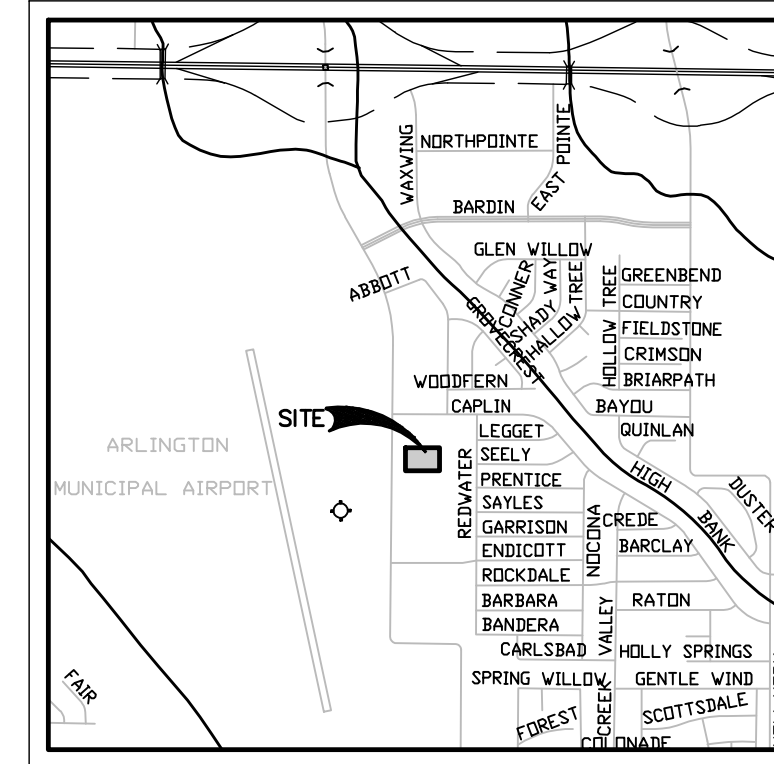 WAXWING
NORTHPOINTE
EAST POINTE
BARDIN
GLEN WILLOW
ABBOTT
CONNER
SHADY WAY
TREE
SHALLOW
GROVECREST
HOLLOW TREE
GREENBEND
COUNTRY
FIELDSTONE
CRIMSON
BRIARPATH
WOODFERN
CAPLIN
BAYOU
SITE
LEGGET
QUINLAN
ARLINGTON
MUNICIPAL AIRPORT
REDWATER
SEELY
PRENTICE
SAYLES
GARRISON
ENDICOTT
ROCKDALE
BARBARA
BANDERA
NOCONA
HIGH
BANK
DUSTER
CREDE
BARCLAY
RATON
CARLSBAD
HOLLY SPRINGS
SPRING WILLOW
GENTLE WIND
CREEK VALLEY
FAIR
FOREST
SCOTTSDALE
COLONADE